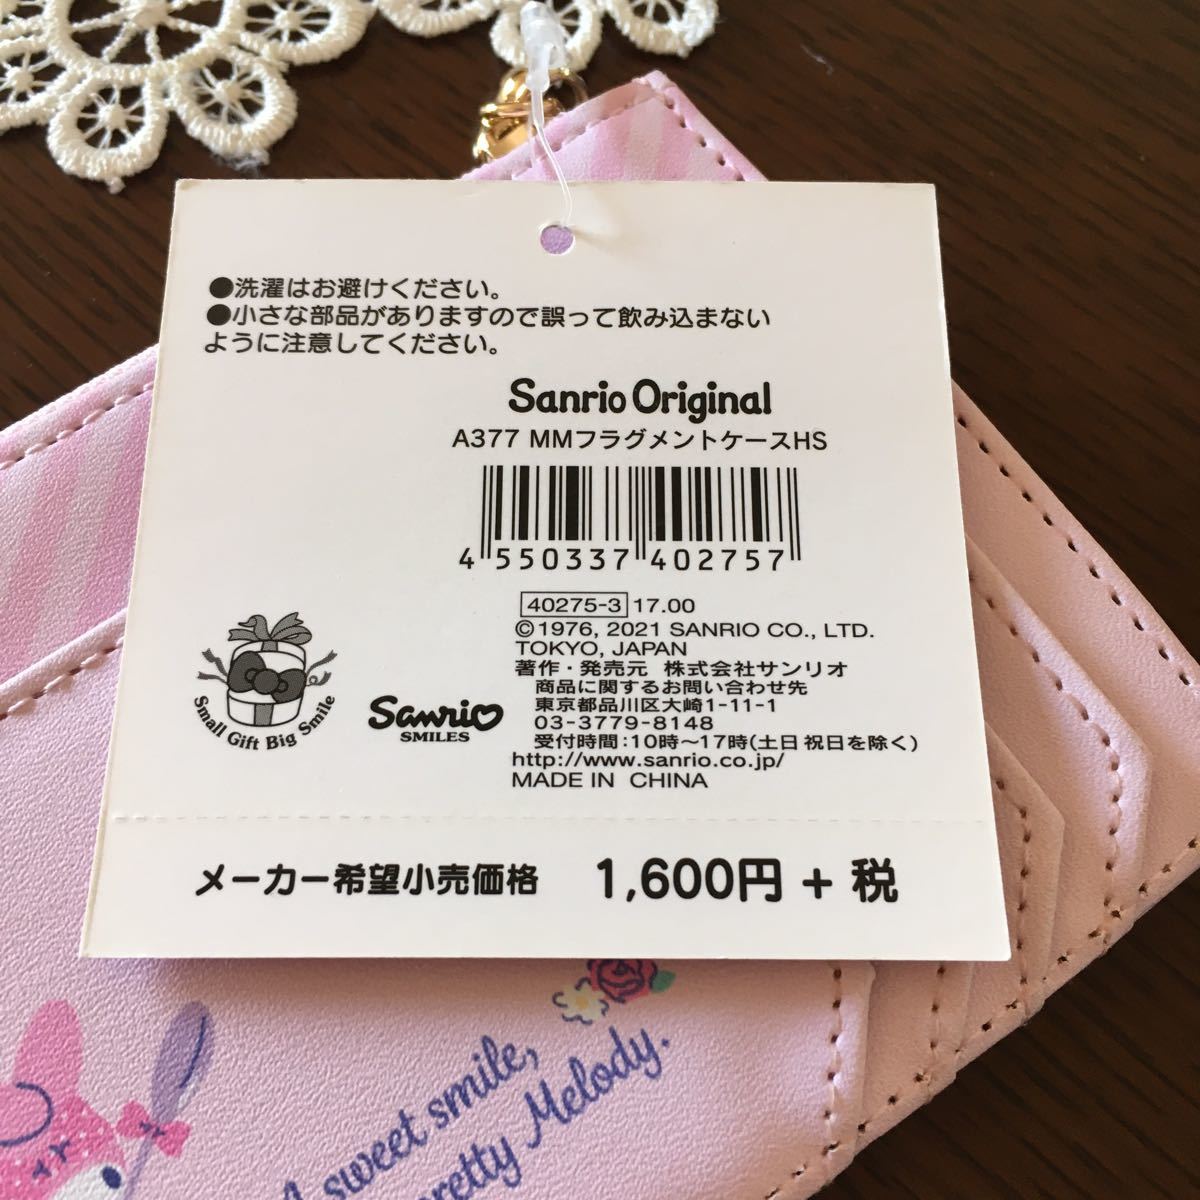 ●洗濯はお避けください。
●小さな部品がありますので誤って飲み込まない
ように注意してください。
Sanrio Original
A377 MMフラグメントケースHS
4 550337 402757
40275-3 17.00
©1976, 2021 SANRIO CO., LTD.
TOKYO, JAPAN
著作・発売元 株式会社サンリオ
商品に関するお問い合わせ先
東京都品川区大崎1-11-1
03-3779-8148
受付時間:10時〜17時(土日 祝日を除く)
http://www.sanrio.co.jp/
MADE IN CHINA
Small Gift Big Smile
Sanrio
SMILES
メーカー希望小売価格 1,600円 + 税
A sweet smile,
pretty Melody.